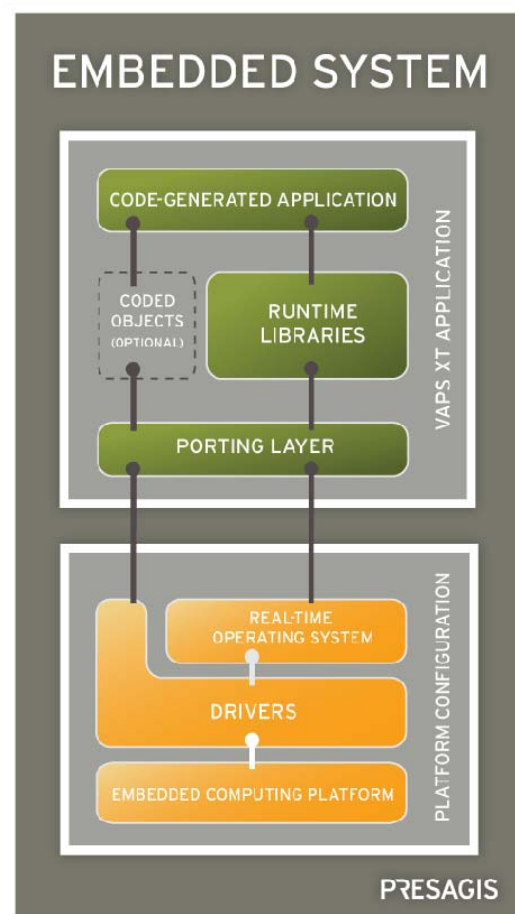 EMBEDDED SYSTEM
CODE-GENERATED APPLICATION
CODED
OBJECTS
(OPTIONAL)
RUNTIME
LIBRARIES
PORTING LAYER
VAPS XT APPLICATION
REAL-TIME
OPERATING SYSTEM
DRIVERS
EMBEDDED COMPUTING PLATFORM
PLATFORM CONFIGURATION
PRESAGIS